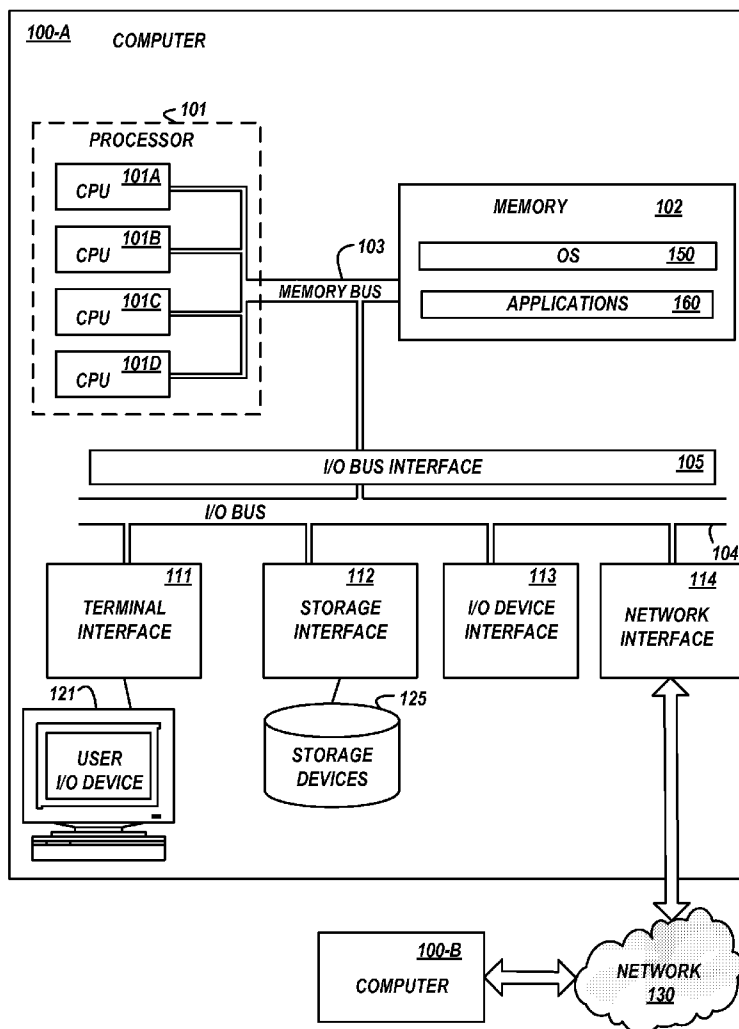 100-A COMPUTER
101
PROCESSOR
CPU 101A
CPU 101B
CPU 101C
CPU 101D
103
MEMORY BUS
MEMORY 102
OS 150
APPLICATIONS 160
I/O BUS INTERFACE 105
I/O BUS
104
111
TERMINAL
INTERFACE
112
STORAGE
INTERFACE
113
I/O DEVICE
INTERFACE
114
NETWORK
INTERFACE
121
USER
I/O DEVICE
125
STORAGE
DEVICES
100-B
COMPUTER
NETWORK
130